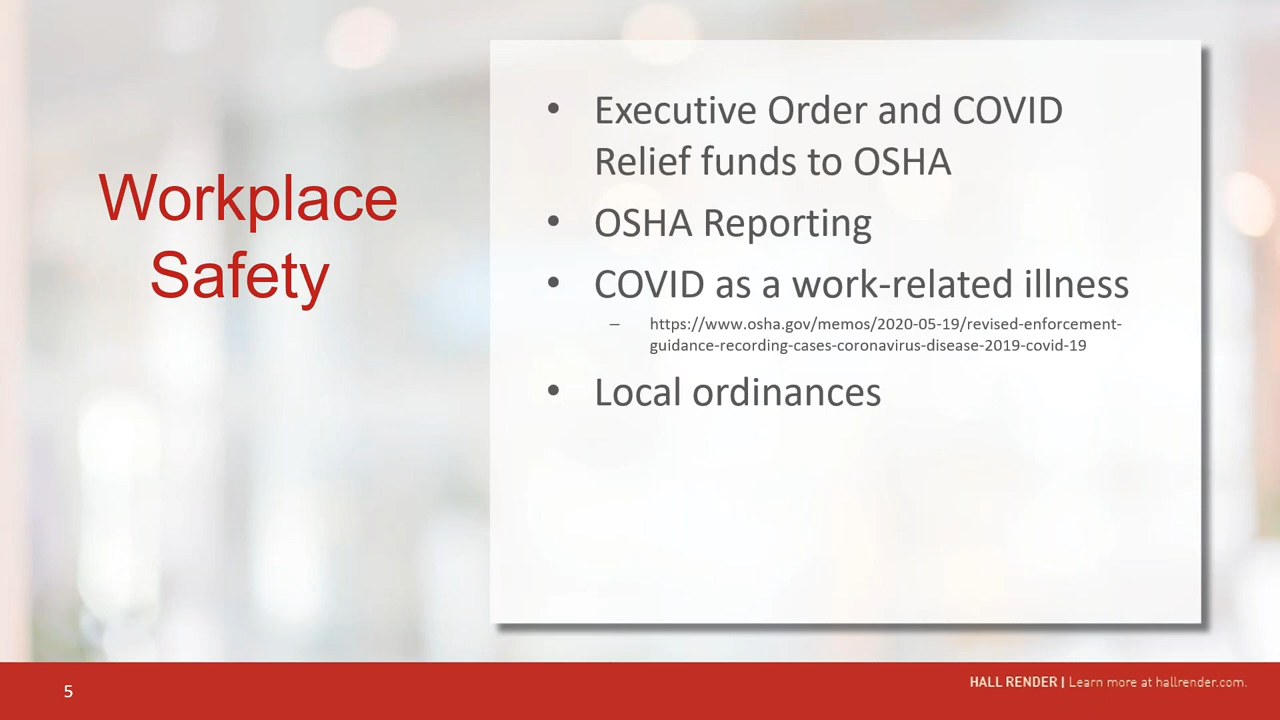 Workplace
Safety
• Executive Order and COVID
Relief funds to OSHA
• OSHA Reporting
• COVID as a work-related illness
– https://www.osha.gov/memos/2020-05-19/revised-enforcement-
guidance-recording-cases-coronavirus-disease-2019-covid-19
• Local ordinances
5
HALL RENDER | Learn more at hallrender.com.